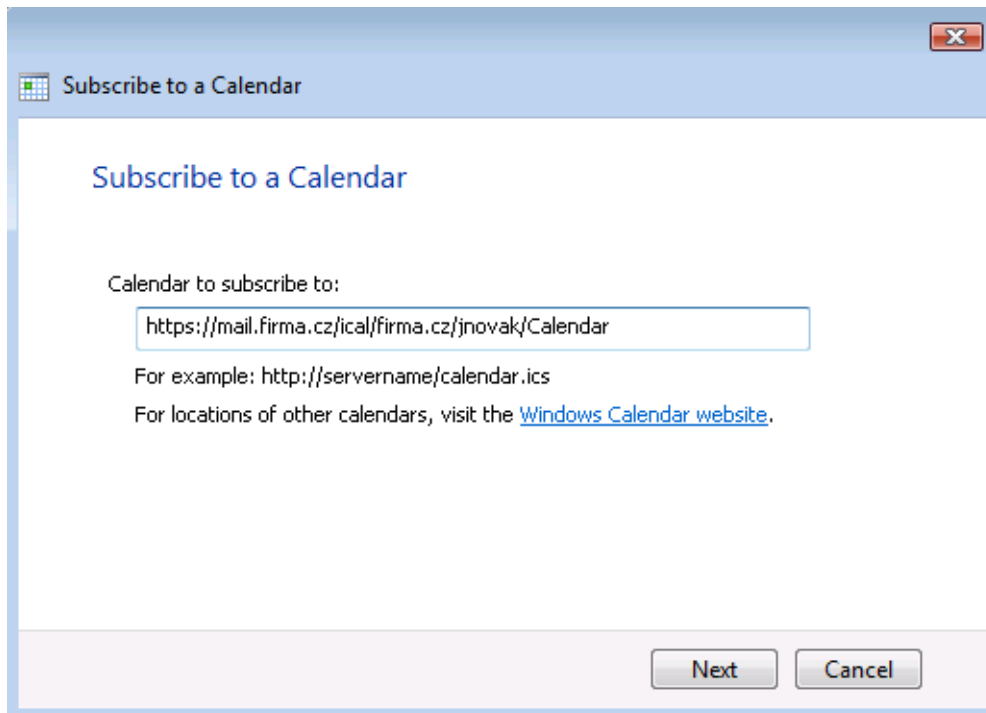 Subscribe to a Calendar
Subscribe to a Calendar
Calendar to subscribe to:
https://mail.firma.cz/ical/firma.cz/jnovak/Calendar
For example: http://servername/calendar.ics
For locations of other calendars, visit the Windows Calendar website.
Next Cancel